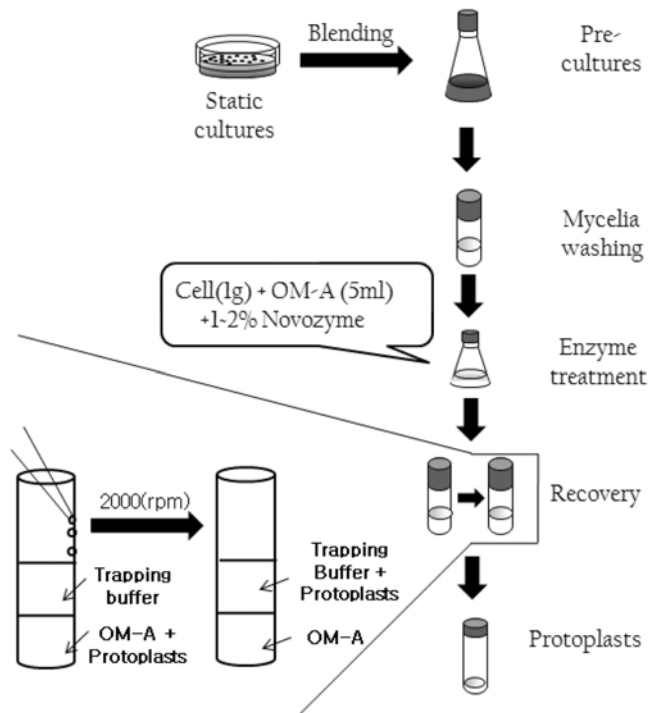 Blending
Static
cultures
Pre-
cultures
Mycelia
washing
Cell(1g) + OM-A (5ml)
+1~2% Novozyme
Enzyme
treatment
Recovery
2000(rpm)
Trapping
buffer
OM-A +
Protoplasts
Trapping
Buffer +
Protoplasts
OM-A
Protoplasts